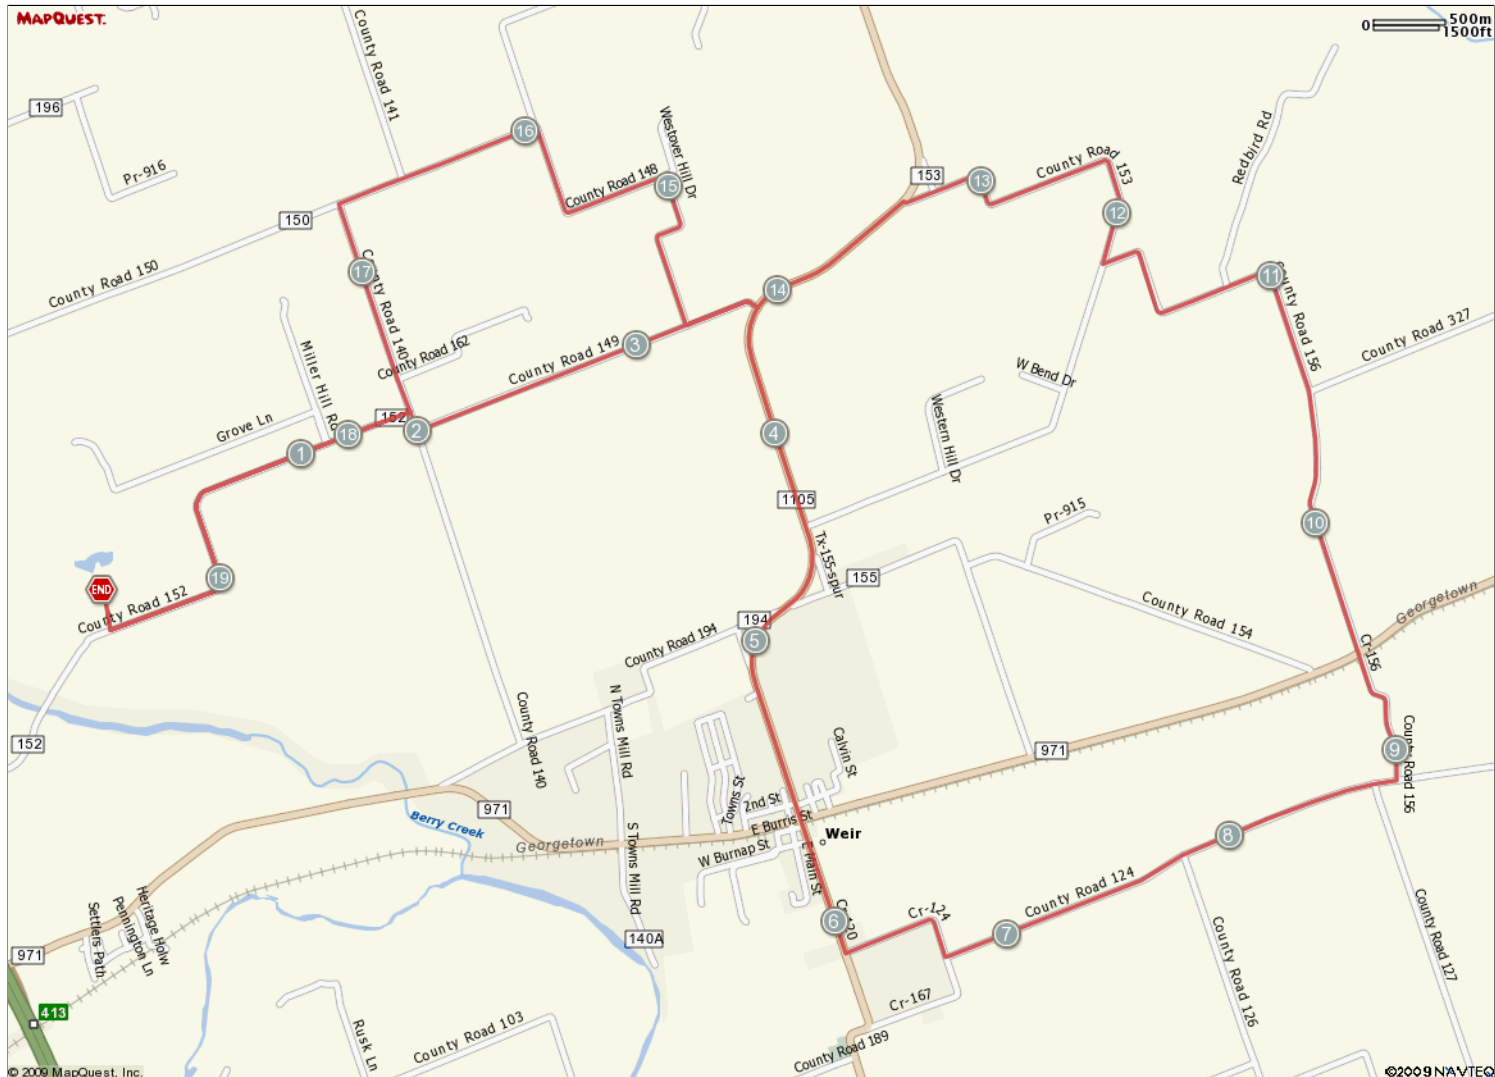 MAPQUEST.
0 500m
1500ft
County Road 141
196
Pr-916
16
Westover Hill Dr
County Road 148
15
153
13
County Road 153
12
Redbird Rd
150
County Road 150
17
County Road 140
11
County Road 156
14
County Road 327
3
County Road 149
County Road 162
Miller Hill Rd
W Bend Dr
152
Grove Ln
18
2
1
4
Western Hill Dr
1105
Pr-915
10
Tx-155-spur
155
19
END
County Road 152
County Road 154
Georgetown
194
5
County Road 194
Cr-156
N Towns Mill Rd
County Road 140
152
Calvin St
971
9
County Road 156
971
Towns St
2nd St
E Burris St
Berry Creek
Georgetown
Weir
W Burnap St
E Main St
S Towns Mill Rd
8
County Road 124
Heritage Holw
Pennington Ln
Settlers Path
Cr-124
6
7
140A
971
County Road 127
County Road 126
Cr-167
413
Rusk Ln
County Road 103
County Road 189
© 2009 MapQuest, Inc.